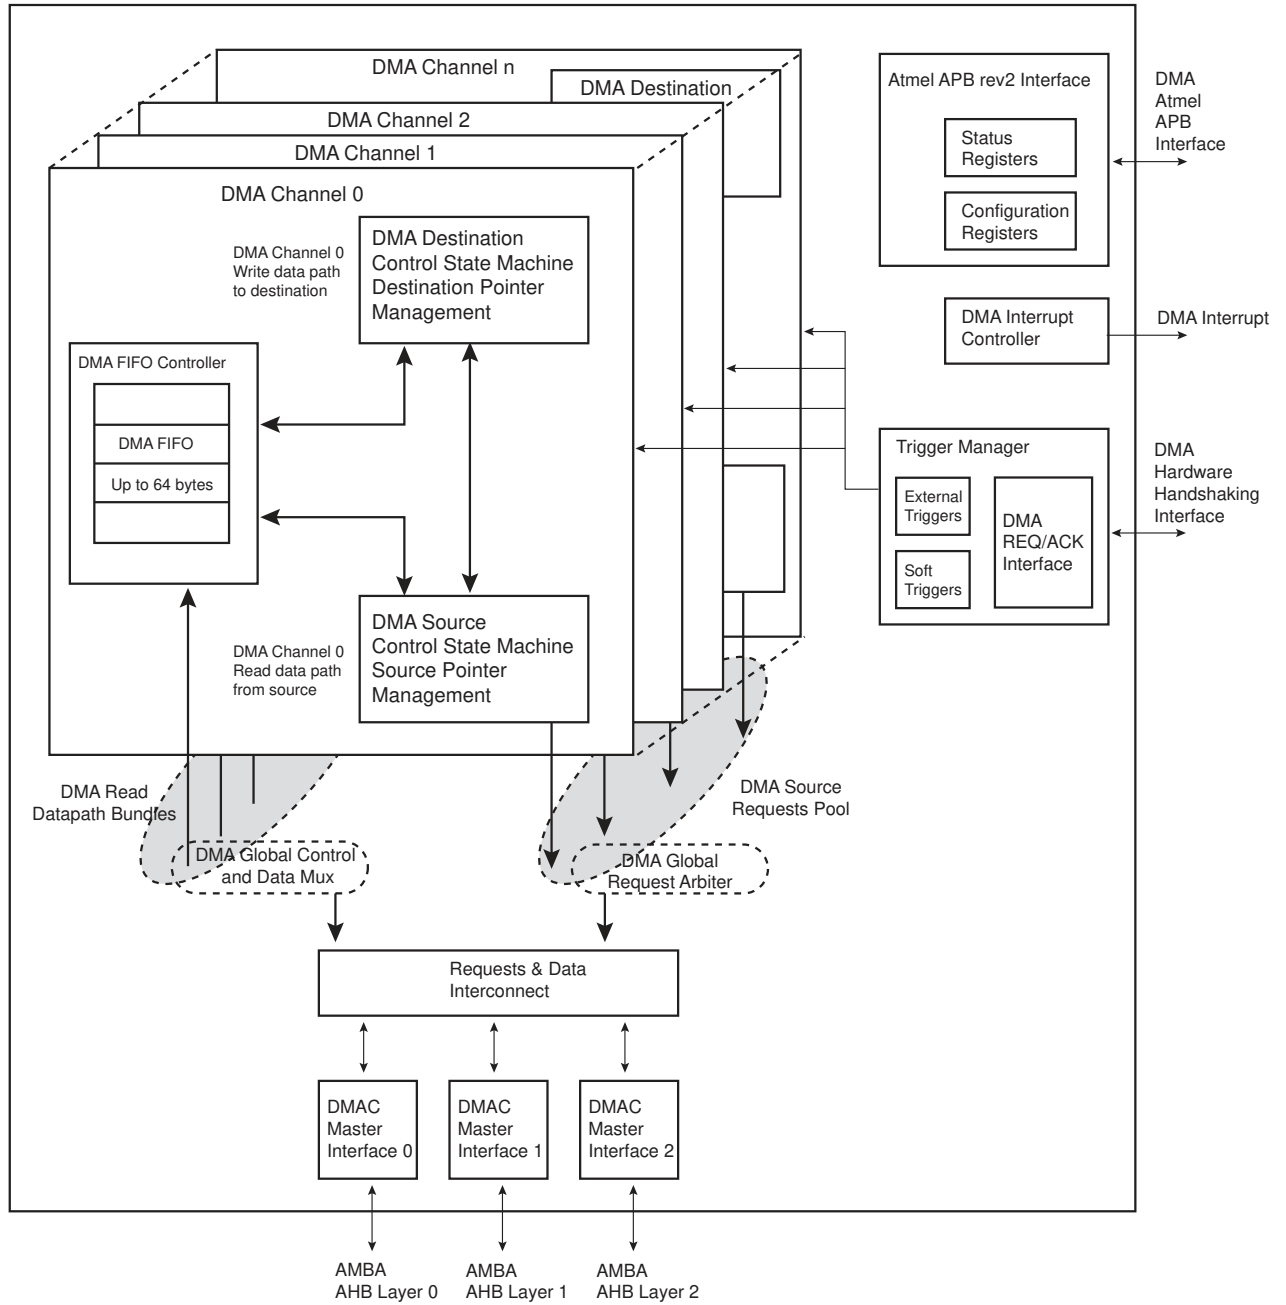 DMA Channel n
DMA Destination
DMA Channel 2
DMA Channel 1
DMA Channel 0
DMA Channel 0
Write data path
to destination
DMA Destination
Control State Machine
Destination Pointer
Management
DMA FIFO Controller
DMA FIFO
Up to 64 bytes
DMA Channel 0
Read data path
from source
DMA Source
Control State Machine
Source Pointer
Management
Atmel APB rev2 Interface
Status
Registers
Configuration
Registers
DMA
Atmel
APB
Interface
DMA Interrupt
Controller
DMA Interrupt
Trigger Manager
External
Triggers
Soft
Triggers
DMA
REQ/ACK
Interface
DMA
Hardware
Handshaking
Interface
DMA Read
Datapath Bundles
DMA Source
Requests Pool
DMA Global Control
and Data Mux
DMA Global
Request Arbiter
Requests & Data
Interconnect
DMAC
Master
Interface 0
DMAC
Master
Interface 1
DMAC
Master
Interface 2
AMBA
AHB Layer 0
AMBA
AHB Layer 1
AMBA
AHB Layer 2